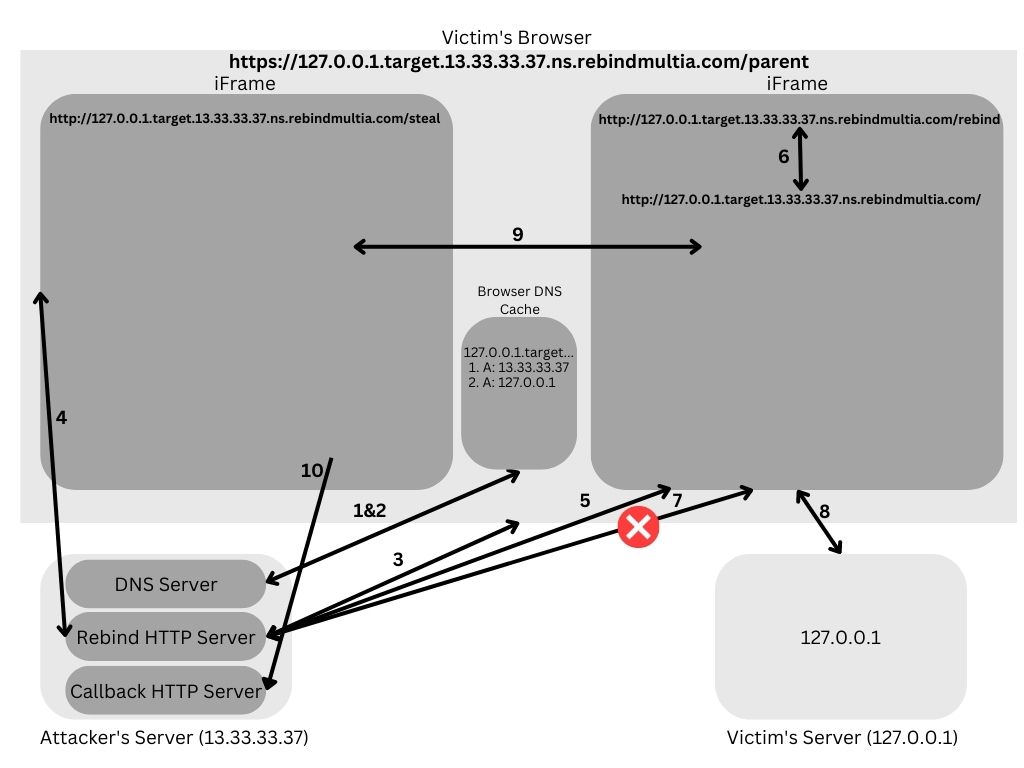 Victim's Browser
https://127.0.0.1.target.13.33.33.37.ns.rebindmultia.com/parent
iFrame
iFrame
http://127.0.0.1.target.13.33.33.37.ns.rebindmultia.com/steal
http://127.0.0.1.target.13.33.33.37.ns.rebindmultia.com/rebind
6
http://127.0.0.1.target.13.33.33.37.ns.rebindmultia.com/
9
Browser DNS
Cache
127.0.0.1.target...
1. A: 13.33.33.37
2. A: 127.0.0.1
4
10
1&2
3
5
7
8
DNS Server
Rebind HTTP Server
Callback HTTP Server
127.0.0.1
Attacker's Server (13.33.33.37)
Victim's Server (127.0.0.1)